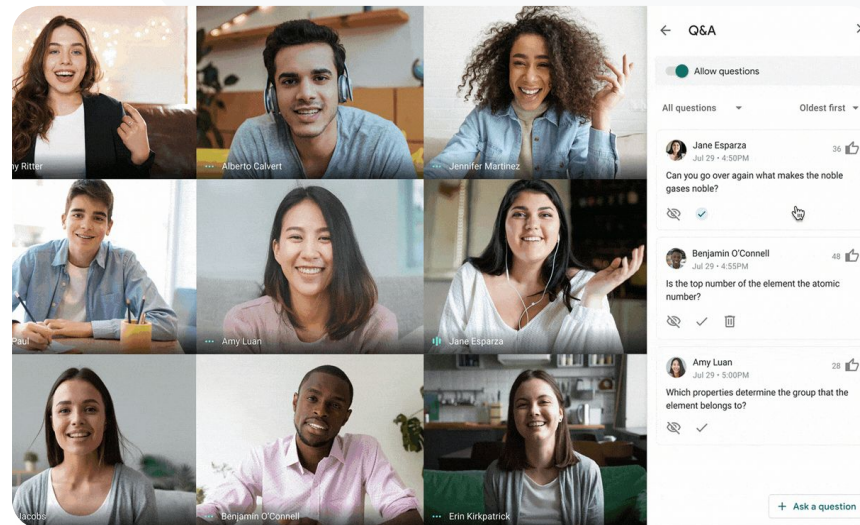 ny Ritter
Alberto Calvert
Jennifer Martinez
Paul
Amy Luan
Jane Esparza
Jacobs
Benjamin O'Connell
Erin Kirkpatrick
Q&A
Allow questions
All questions
Oldest first
Jane Esparza
36
Jul 29 • 4:50PM
Can you go over again what makes the noble
gases noble?
Benjamin O'Connell
48
Jul 29 • 4:55PM
Is the top number of the element the atomic
number?
Amy Luan
28
Jul 29 • 5:00PM
Which properties determine the group that the
element belongs to?
+ Ask a question